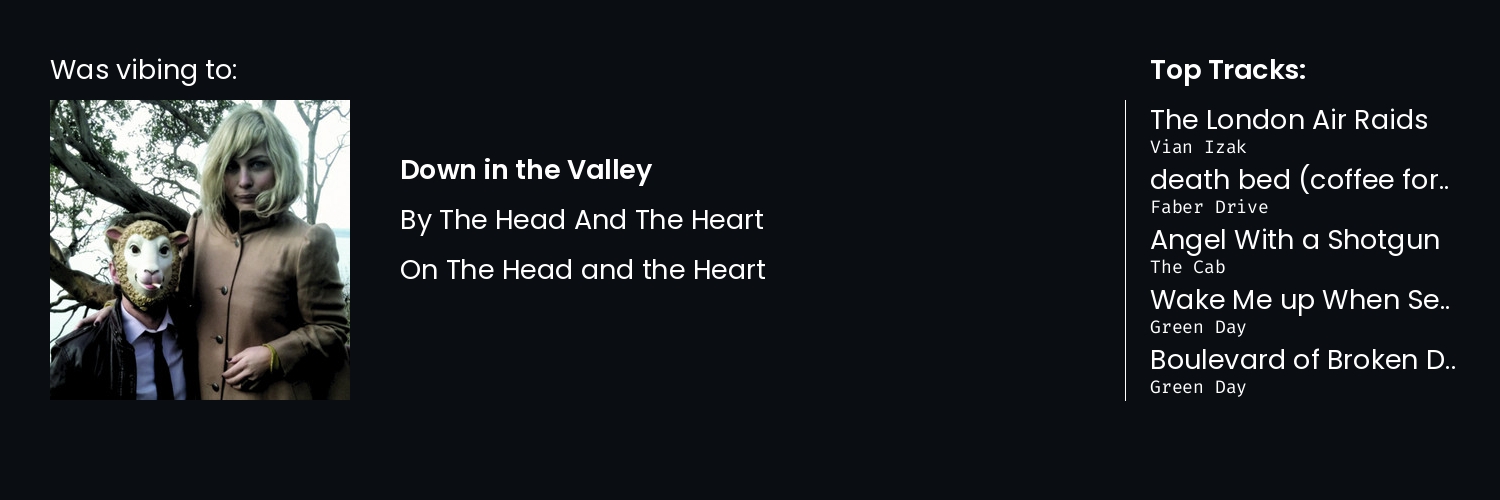 Was vibing to:
Down in the Valley
By The Head And The Heart
On The Head and the Heart
Top Tracks:
The London Air Raids
Vian Izak
death bed (coffee for..
Faber Drive
Angel With a Shotgun
The Cab
Wake Me up When Se..
Green Day
Boulevard of Broken D..
Green Day